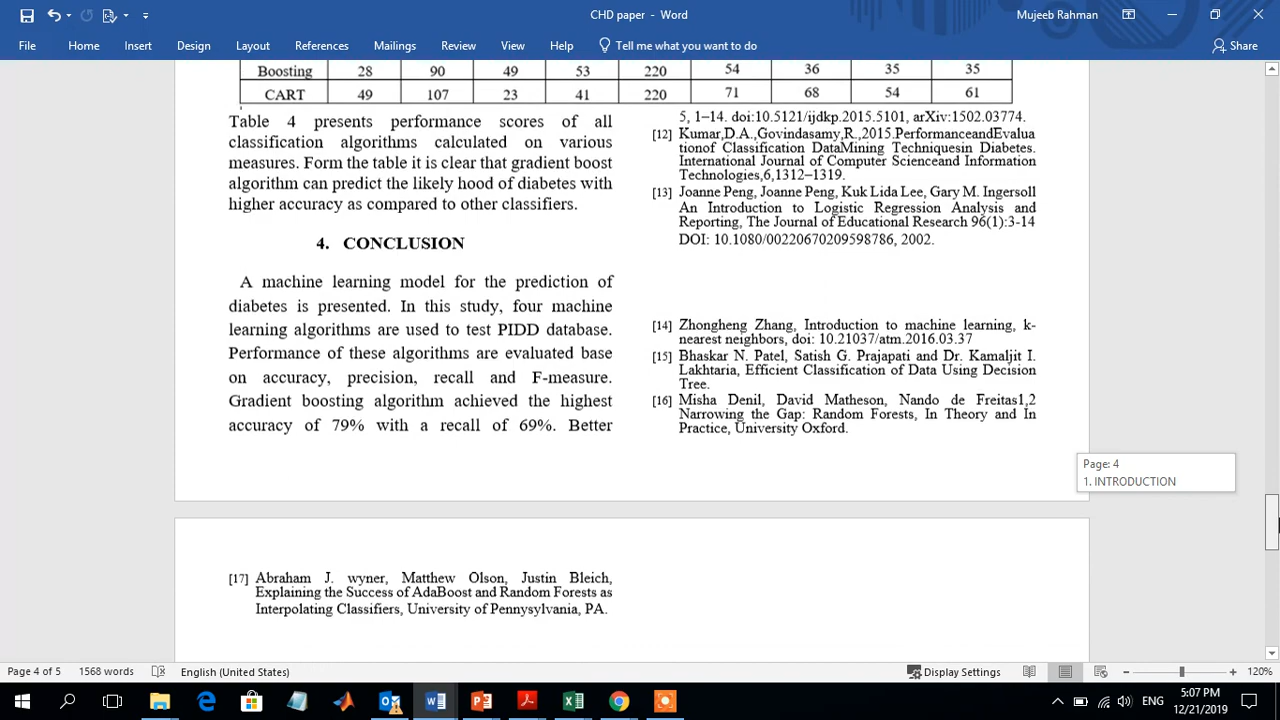 CHD paper - Word
Mujeeb Rahman
File Home Insert Design Layout References Mailings Review View Help Tell me what you want to do Share
Boosting 28 90 49 53 220 54 36 35 35
CART 49 107 23 41 220 71 68 54 61
Table 4 presents performance scores of all
classification algorithms calculated on various
measures. Form the table it is clear that gradient boost
algorithm can predict the likely hood of diabetes with
higher accuracy as compared to other classifiers.
4. CONCLUSION
A machine learning model for the prediction of
diabetes is presented. In this study, four machine
learning algorithms are used to test PIDD database.
Performance of these algorithms are evaluated base
on accuracy, precision, recall and F-measure.
Gradient boosting algorithm achieved the highest
accuracy of 79% with a recall of 69%. Better
5, 1–14. doi:10.5121/ijdkp.2015.5101, arXiv:1502.03774.
[12] Kumar,D.A.,Govindasamy,R.,2015.PerformanceandEvalua
tionof Classification DataMining Techniquesin Diabetes.
International Journal of Computer Scienceand Information
Technologies,6,1312–1319.
[13] Joanne Peng, Joanne Peng, Kuk Lida Lee, Gary M. Ingersoll
An Introduction to Logistic Regression Analysis and
Reporting, The Journal of Educational Research 96(1):3-14
DOI: 10.1080/00220670209598786, 2002.
[14] Zhongheng Zhang, Introduction to machine learning, k-
nearest neighbors, doi: 10.21037/atm.2016.03.37
[15] Bhaskar N. Patel, Satish G. Prajapati and Dr. Kamaljit I.
Lakhtaria, Efficient Classification of Data Using Decision
Tree.
[16] Misha Denil, David Matheson, Nando de Freitas1,2
Narrowing the Gap: Random Forests, In Theory and In
Practice, University Oxford.
Page: 4
1. INTRODUCTION
[17] Abraham J. wyner, Matthew Olson, Justin Bleich,
Explaining the Success of AdaBoost and Random Forests as
Interpolating Classifiers, University of Pennysylvania, PA.
Page 4 of 5 1568 words English (United States) Display Settings 120%
ENG
5:07 PM
12/21/2019